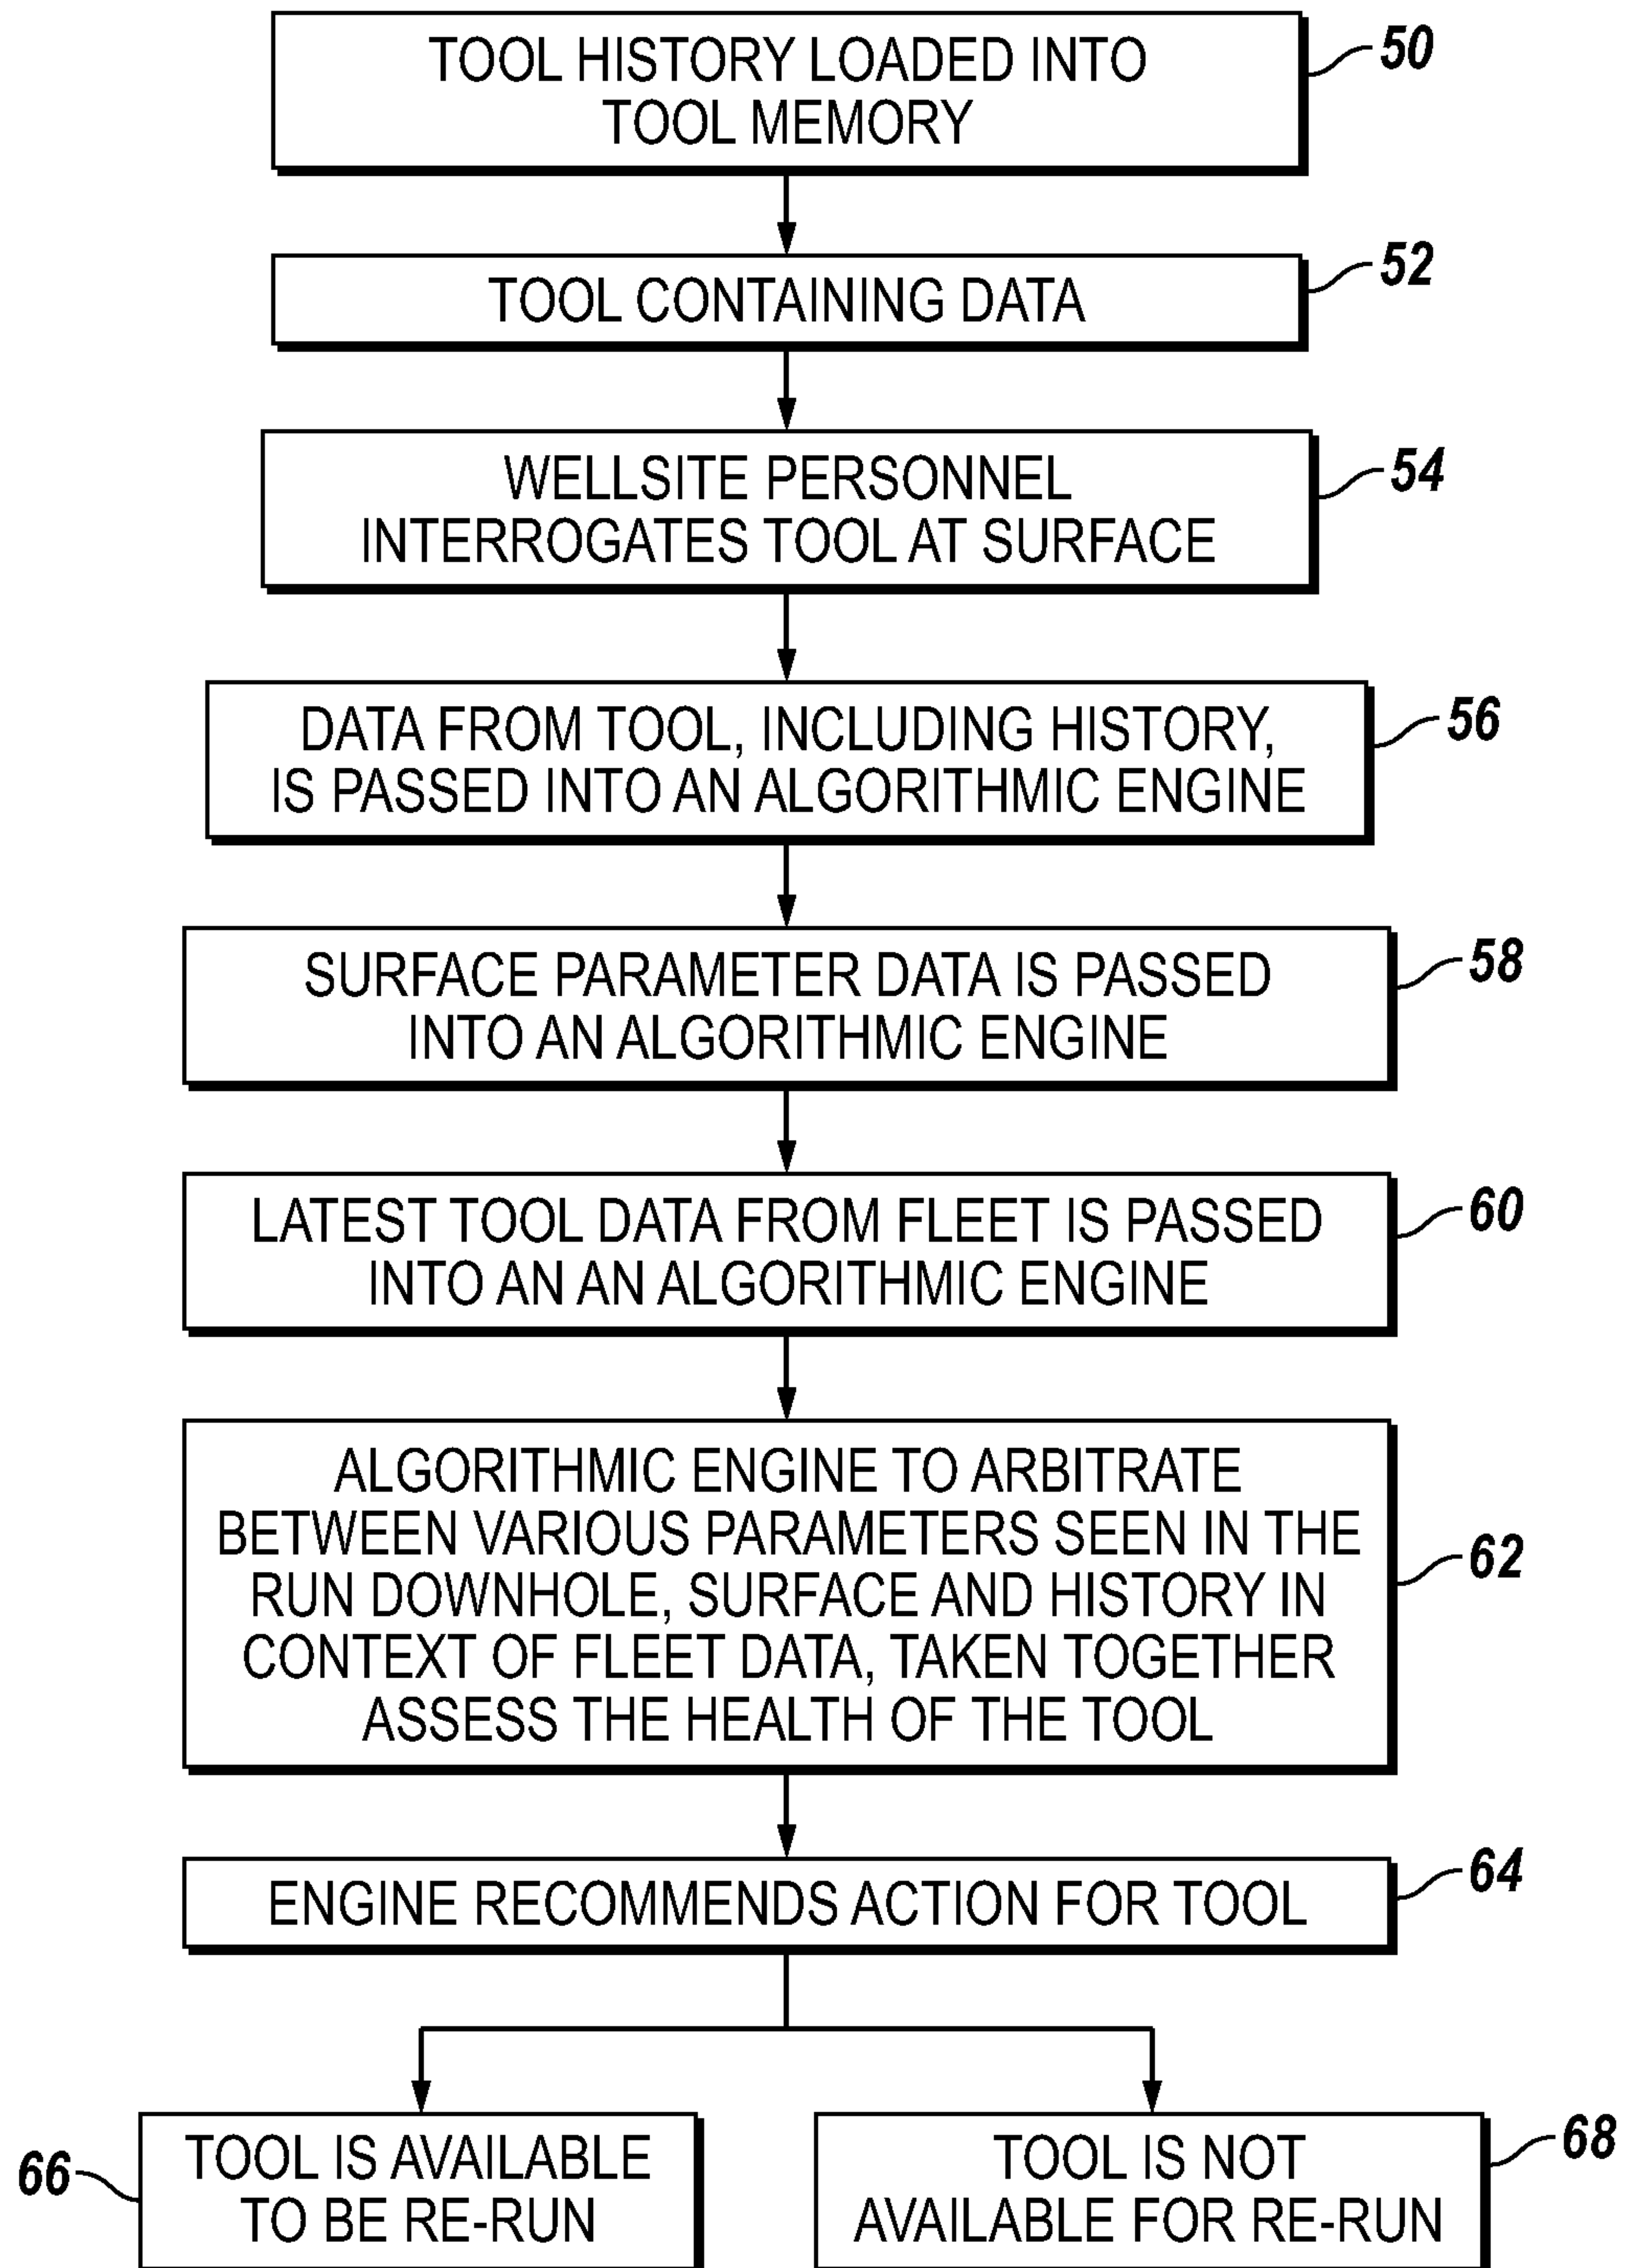 TOOL HISTORY LOADED INTO
TOOL MEMORY
50
TOOL CONTAINING DATA
52
WELLSITE PERSONNEL
INTERROGATES TOOL AT SURFACE
54
DATA FROM TOOL, INCLUDING HISTORY,
IS PASSED INTO AN ALGORITHMIC ENGINE
56
SURFACE PARAMETER DATA IS PASSED
INTO AN ALGORITHMIC ENGINE
58
LATEST TOOL DATA FROM FLEET IS PASSED
INTO AN AN ALGORITHMIC ENGINE
60
ALGORITHMIC ENGINE TO ARBITRATE
BETWEEN VARIOUS PARAMETERS SEEN IN THE
RUN DOWNHOLE, SURFACE AND HISTORY IN
CONTEXT OF FLEET DATA, TAKEN TOGETHER
ASSESS THE HEALTH OF THE TOOL
62
ENGINE RECOMMENDS ACTION FOR TOOL
64
66
TOOL IS AVAILABLE
TO BE RE-RUN
TOOL IS NOT
AVAILABLE FOR RE-RUN
68